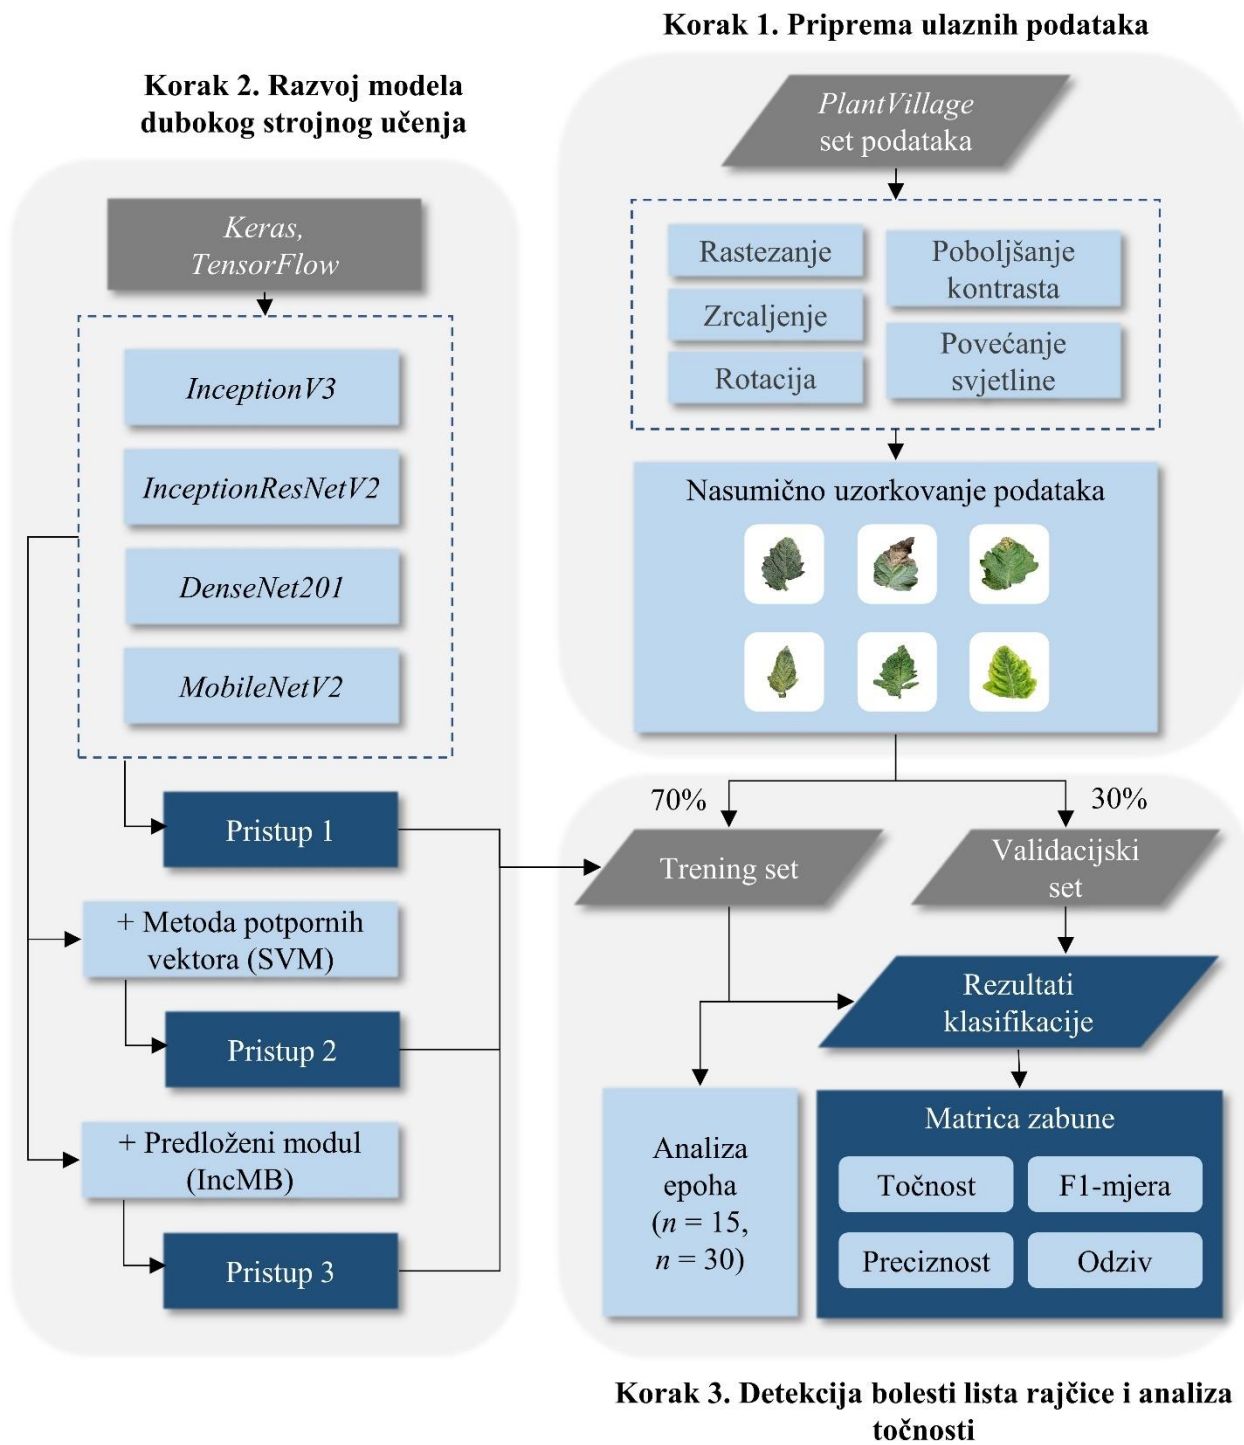 Korak 1. Priprema ulaznih podataka
PlantVillage
set podataka
Rastezanje
Zrcaljenje
Rotacija
Poboljšanje
kontrasta
Povećanje
svjetline
Nasumično uzorkovanje podataka
Korak 2. Razvoj modela
dubokog strojnog učenja
Keras,
TensorFlow
InceptionV3
InceptionResNetV2
DenseNet201
MobileNetV2
Pristup 1
+ Metoda potpornih
vektora (SVM)
Pristup 2
+ Predloženi modul
(IncMB)
Pristup 3
70%
30%
Trening set
Validacijski
set
Rezultati
klasifikacije
Analiza
epoha
(n = 15,
n = 30)
Matrica zabune
Točnost
F1-mjera
Preciznost
Odziv
Korak 3. Detekcija bolesti lista rajčice i analiza
točnosti